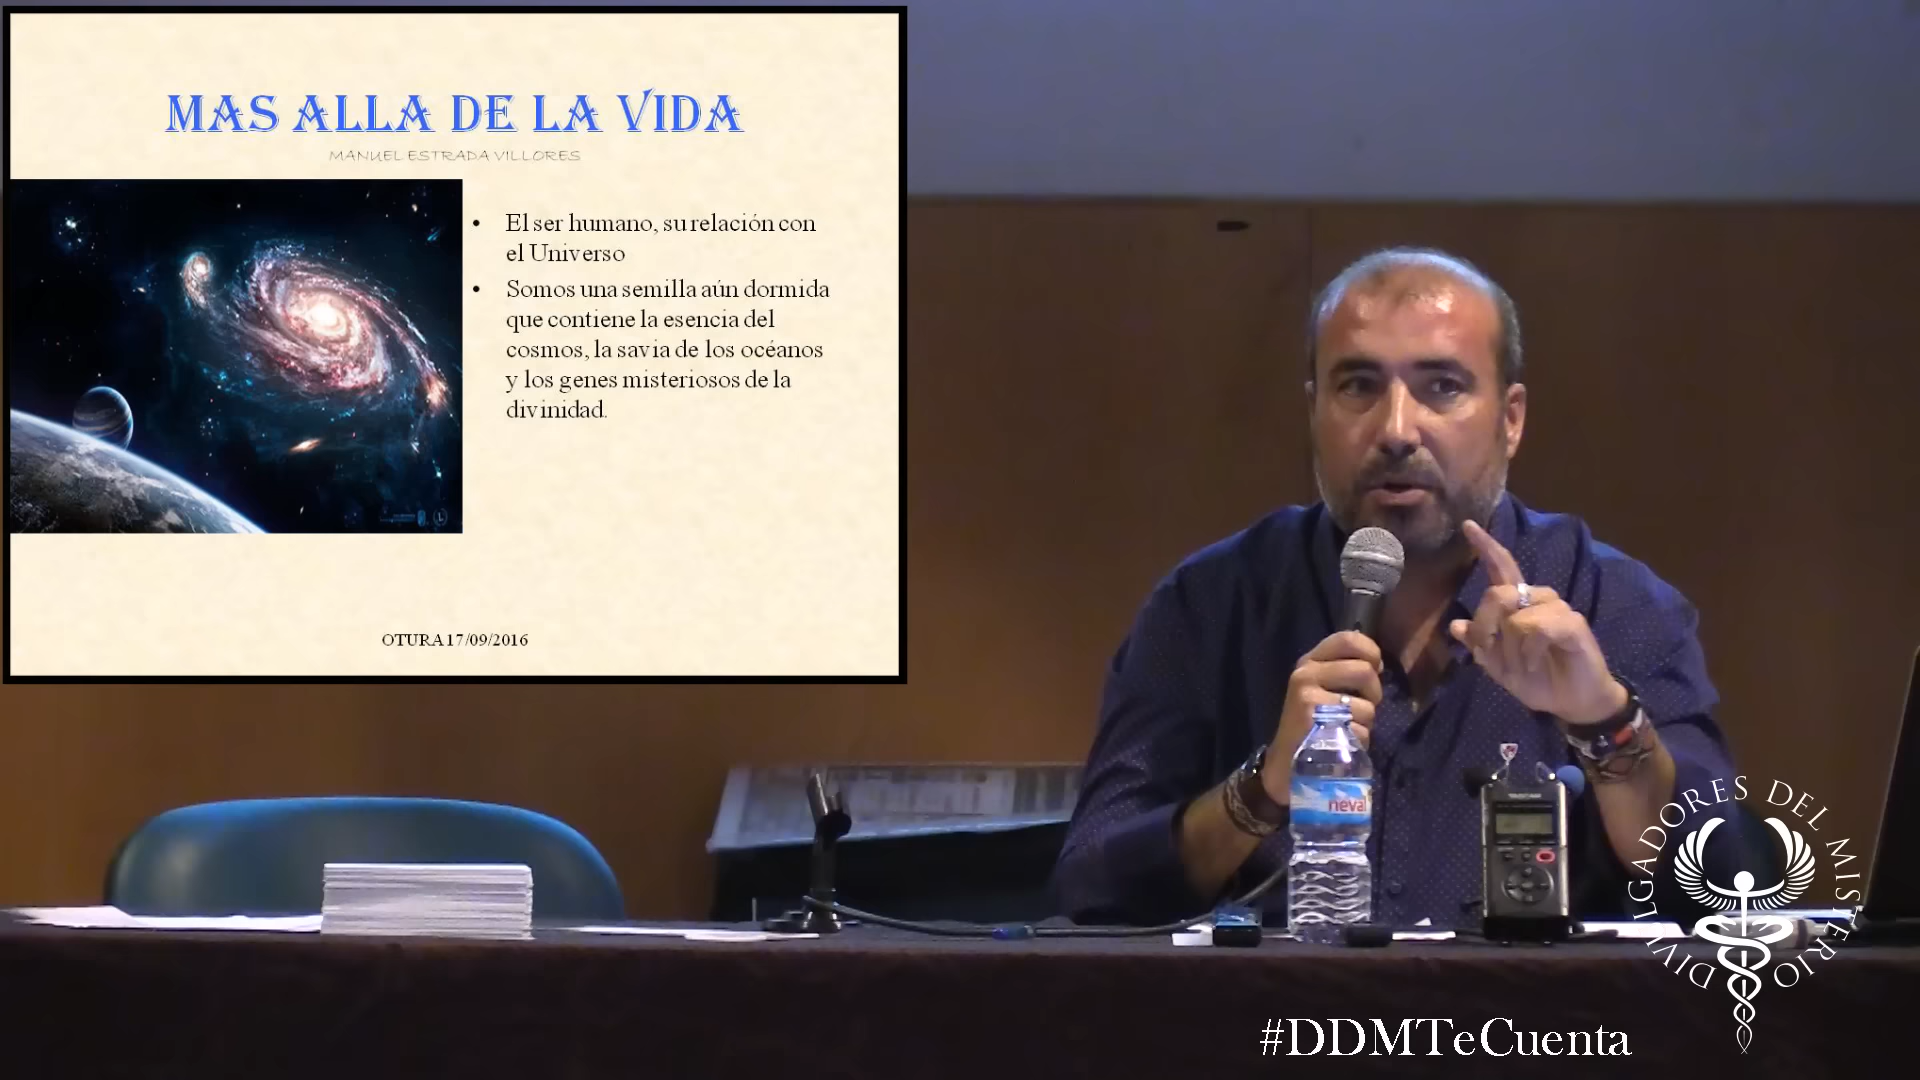 MAS ALLA DE LA VIDA
MANUEL ESTRADA VILLORES
• El ser humano, su relación con
el Universo
• Somos una semilla aún dormida
que contiene la esencia del
cosmos, la savia de los océanos
y los genes misteriosos de la
divinidad.
OTURA 17/09/2016
neval
TASCAM
DIVULGADORES DEL MISTERIO
#DDMTeCuenta